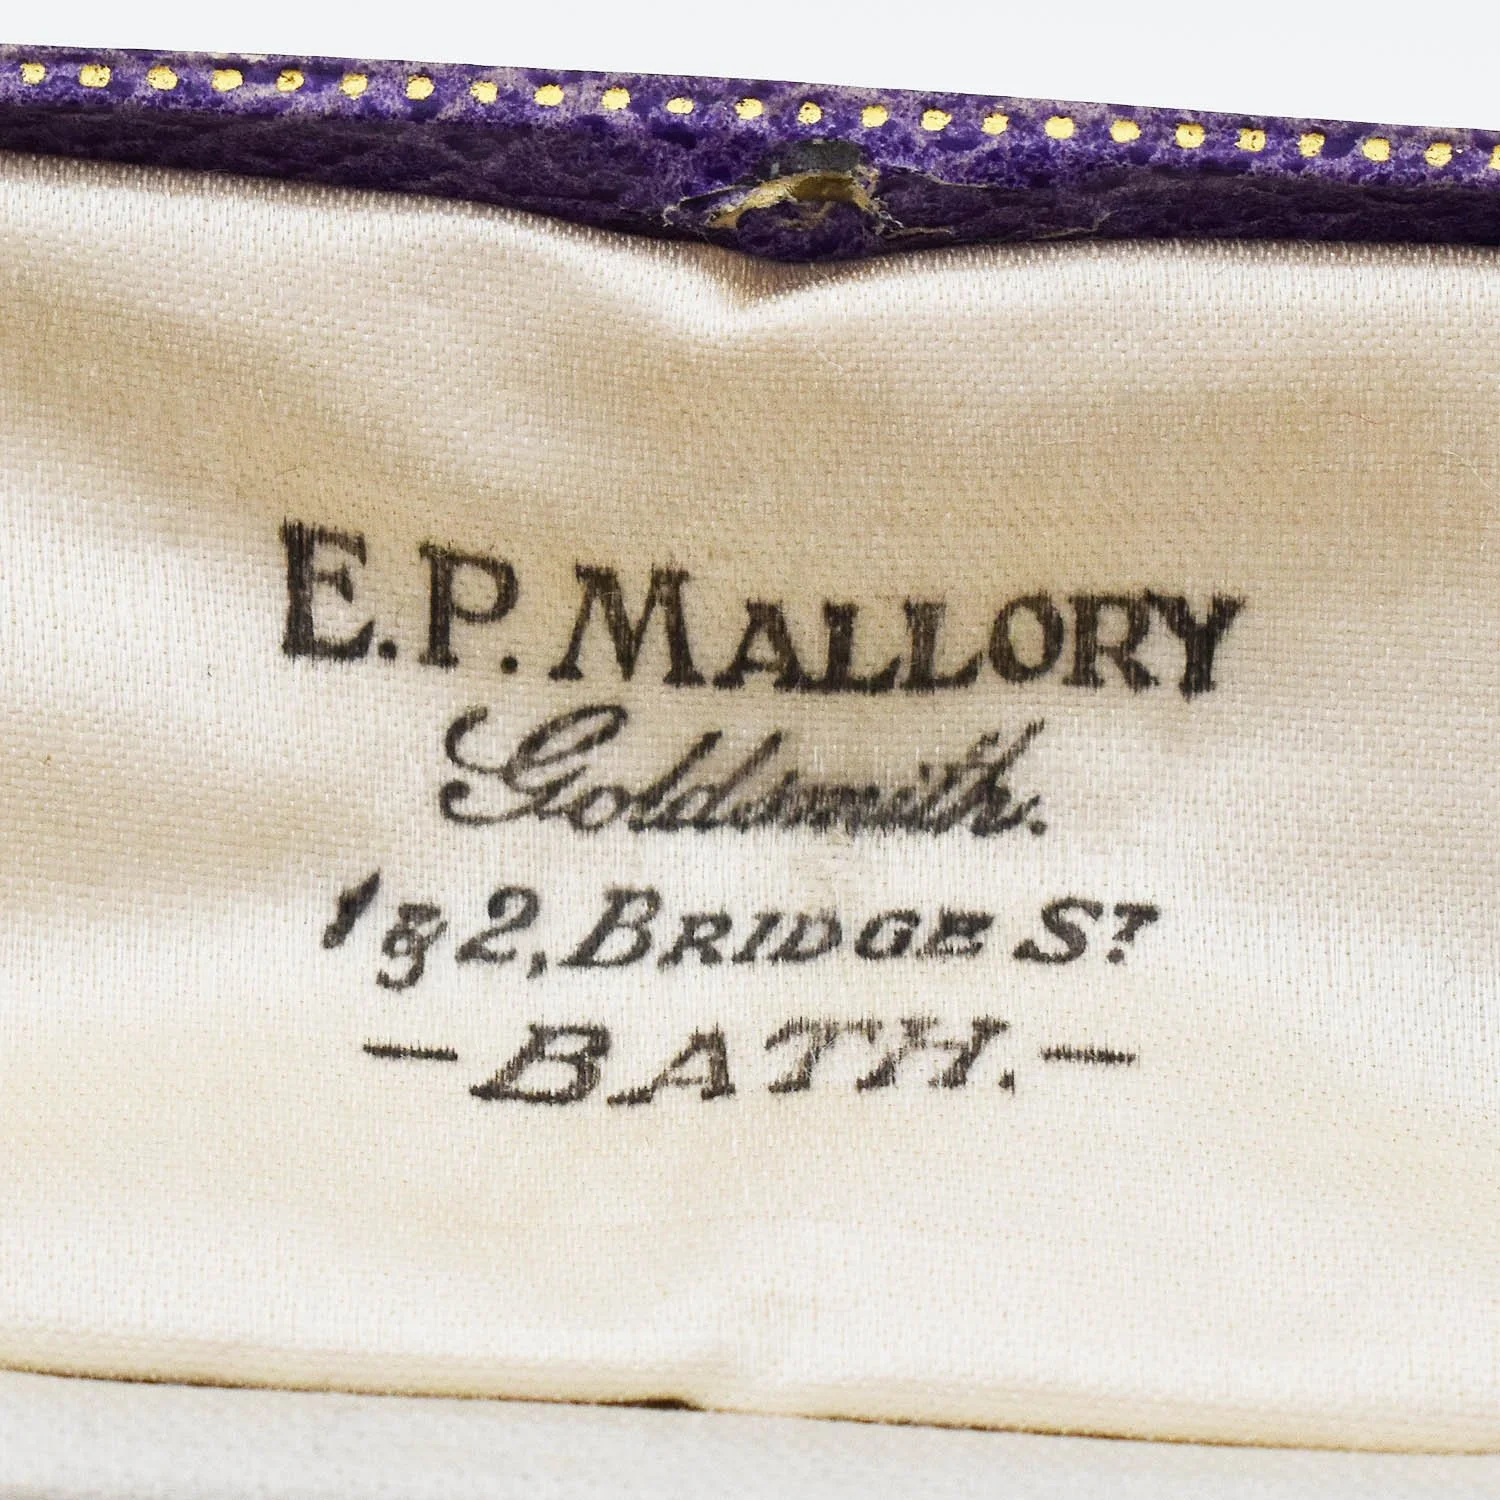 E.P. MALLORY
Goldsmith.
1 & 2, BRIDGE ST.
- BATH. -